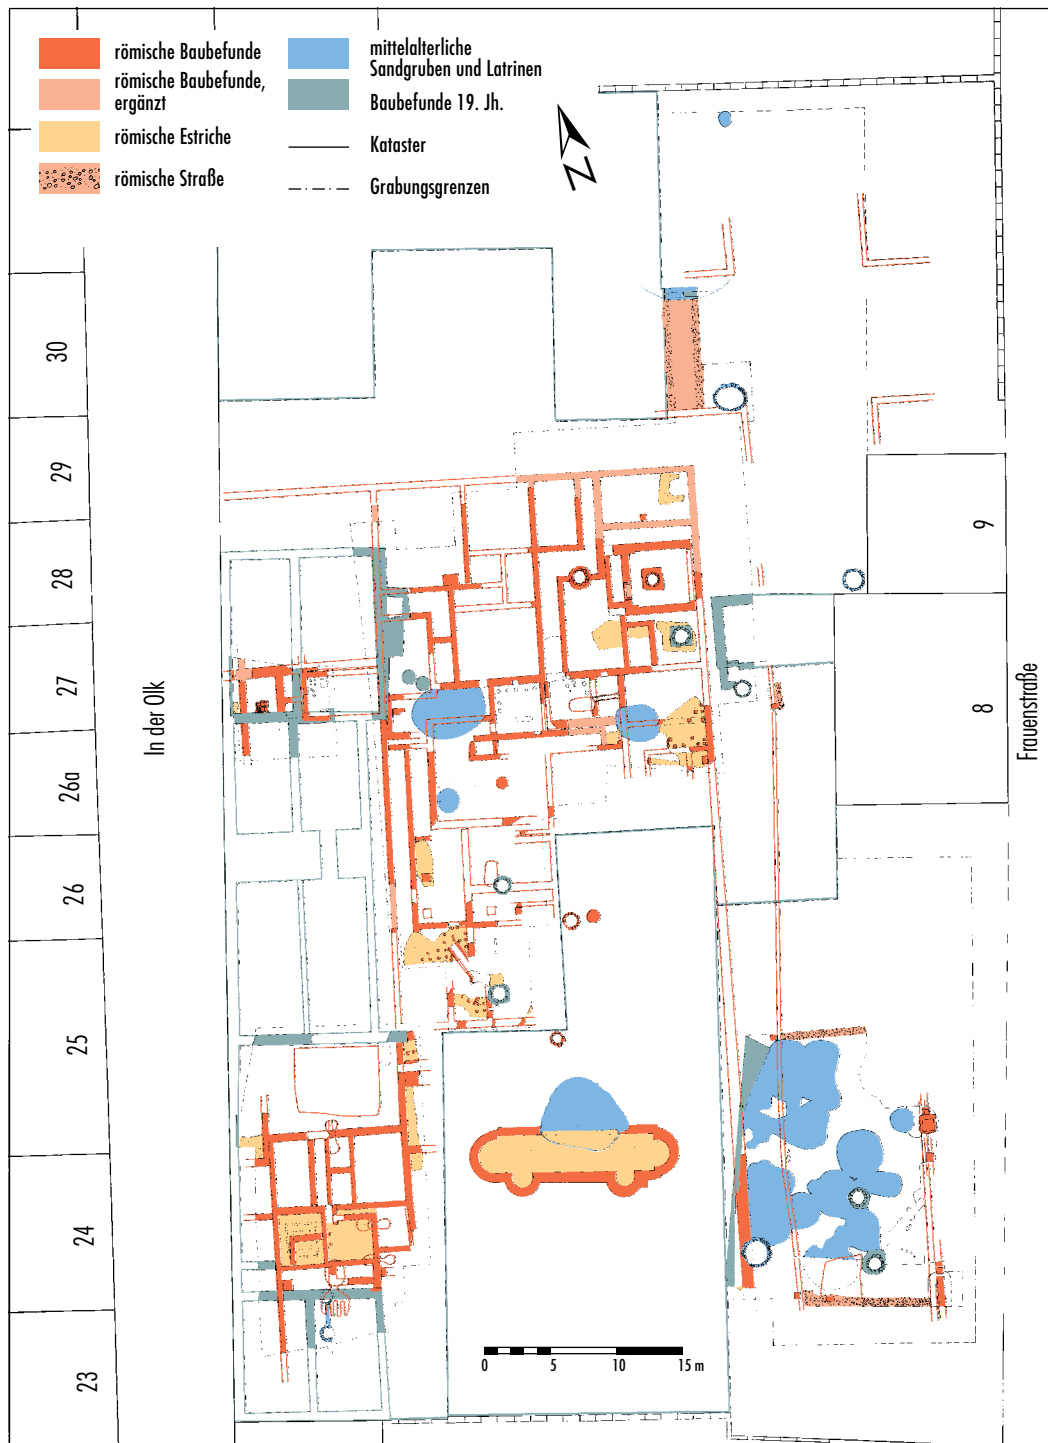 römische Baubefunde
römische Baubefunde,
ergänzt
römische Estriche
römische Straße
mittelalterliche
Sandgruben und Latrinen
Baubefunde 19. Jh.
Kataster
Grabungsgrenzen
N
30
29
28
27
26a
26
25
24
23
In der Olk
9
8
Frauenstraße
0 5 10 15 m